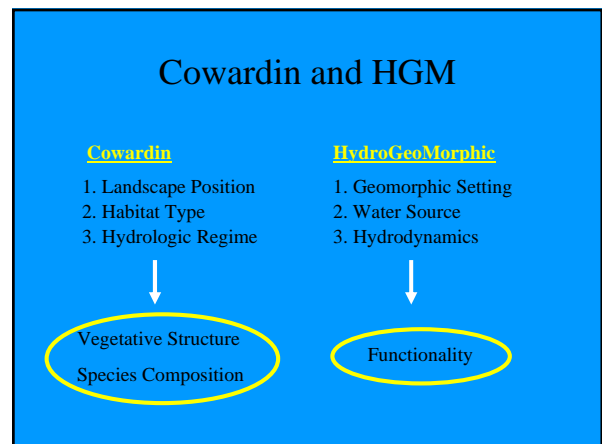 Cowardin and HGM
Cowardin
1. Landscape Position
2. Habitat Type
3. Hydrologic Regime
Vegetative Structure
Species Composition
HydroGeoMorphic
1. Geomorphic Setting
2. Water Source
3. Hydrodynamics
Functionality